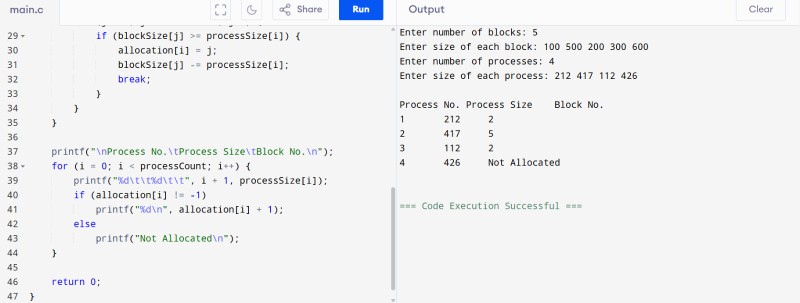 main.c
Share
Run
Output
Clear
29 if (blockSize[j] >= processSize[i]) {
30 allocation[i] = j;
31 blockSize[j] -= processSize[i];
32 break;
33 }
34 }
35 }
36
37 printf("\nProcess No.\tProcess Size\tBlock No.\n");
38 for (i = 0; i < processCount; i++) {
39 printf("%d\t\t%d\t\t", i + 1, processSize[i]);
40 if (allocation[i] != -1)
41 printf("%d\n", allocation[i] + 1);
42 else
43 printf("Not Allocated\n");
44 }
45
46 return 0;
47 }
Enter number of blocks: 5
Enter size of each block: 100 500 200 300 600
Enter number of processes: 4
Enter size of each process: 212 417 112 426
Process No. Process Size Block No.
1 212 2
2 417 5
3 112 2
4 426 Not Allocated
=== Code Execution Successful ===